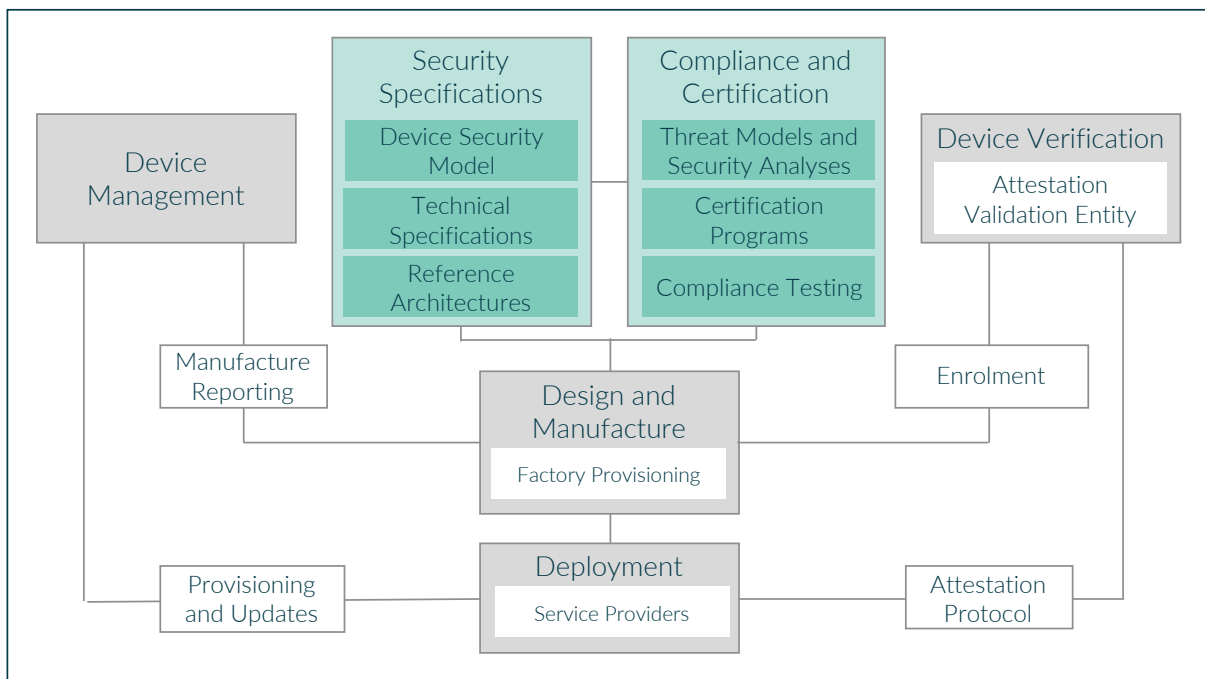 Security
Specifications
Device Security
Model
Technical
Specifications
Reference
Architectures
Compliance and
Certification
Threat Models and
Security Analyses
Certification
Programs
Compliance Testing
Device
Management
Device Verification
Attestation
Validation Entity
Manufacture
Reporting
Enrolment
Design and
Manufacture
Factory Provisioning
Deployment
Service Providers
Provisioning
and Updates
Attestation
Protocol